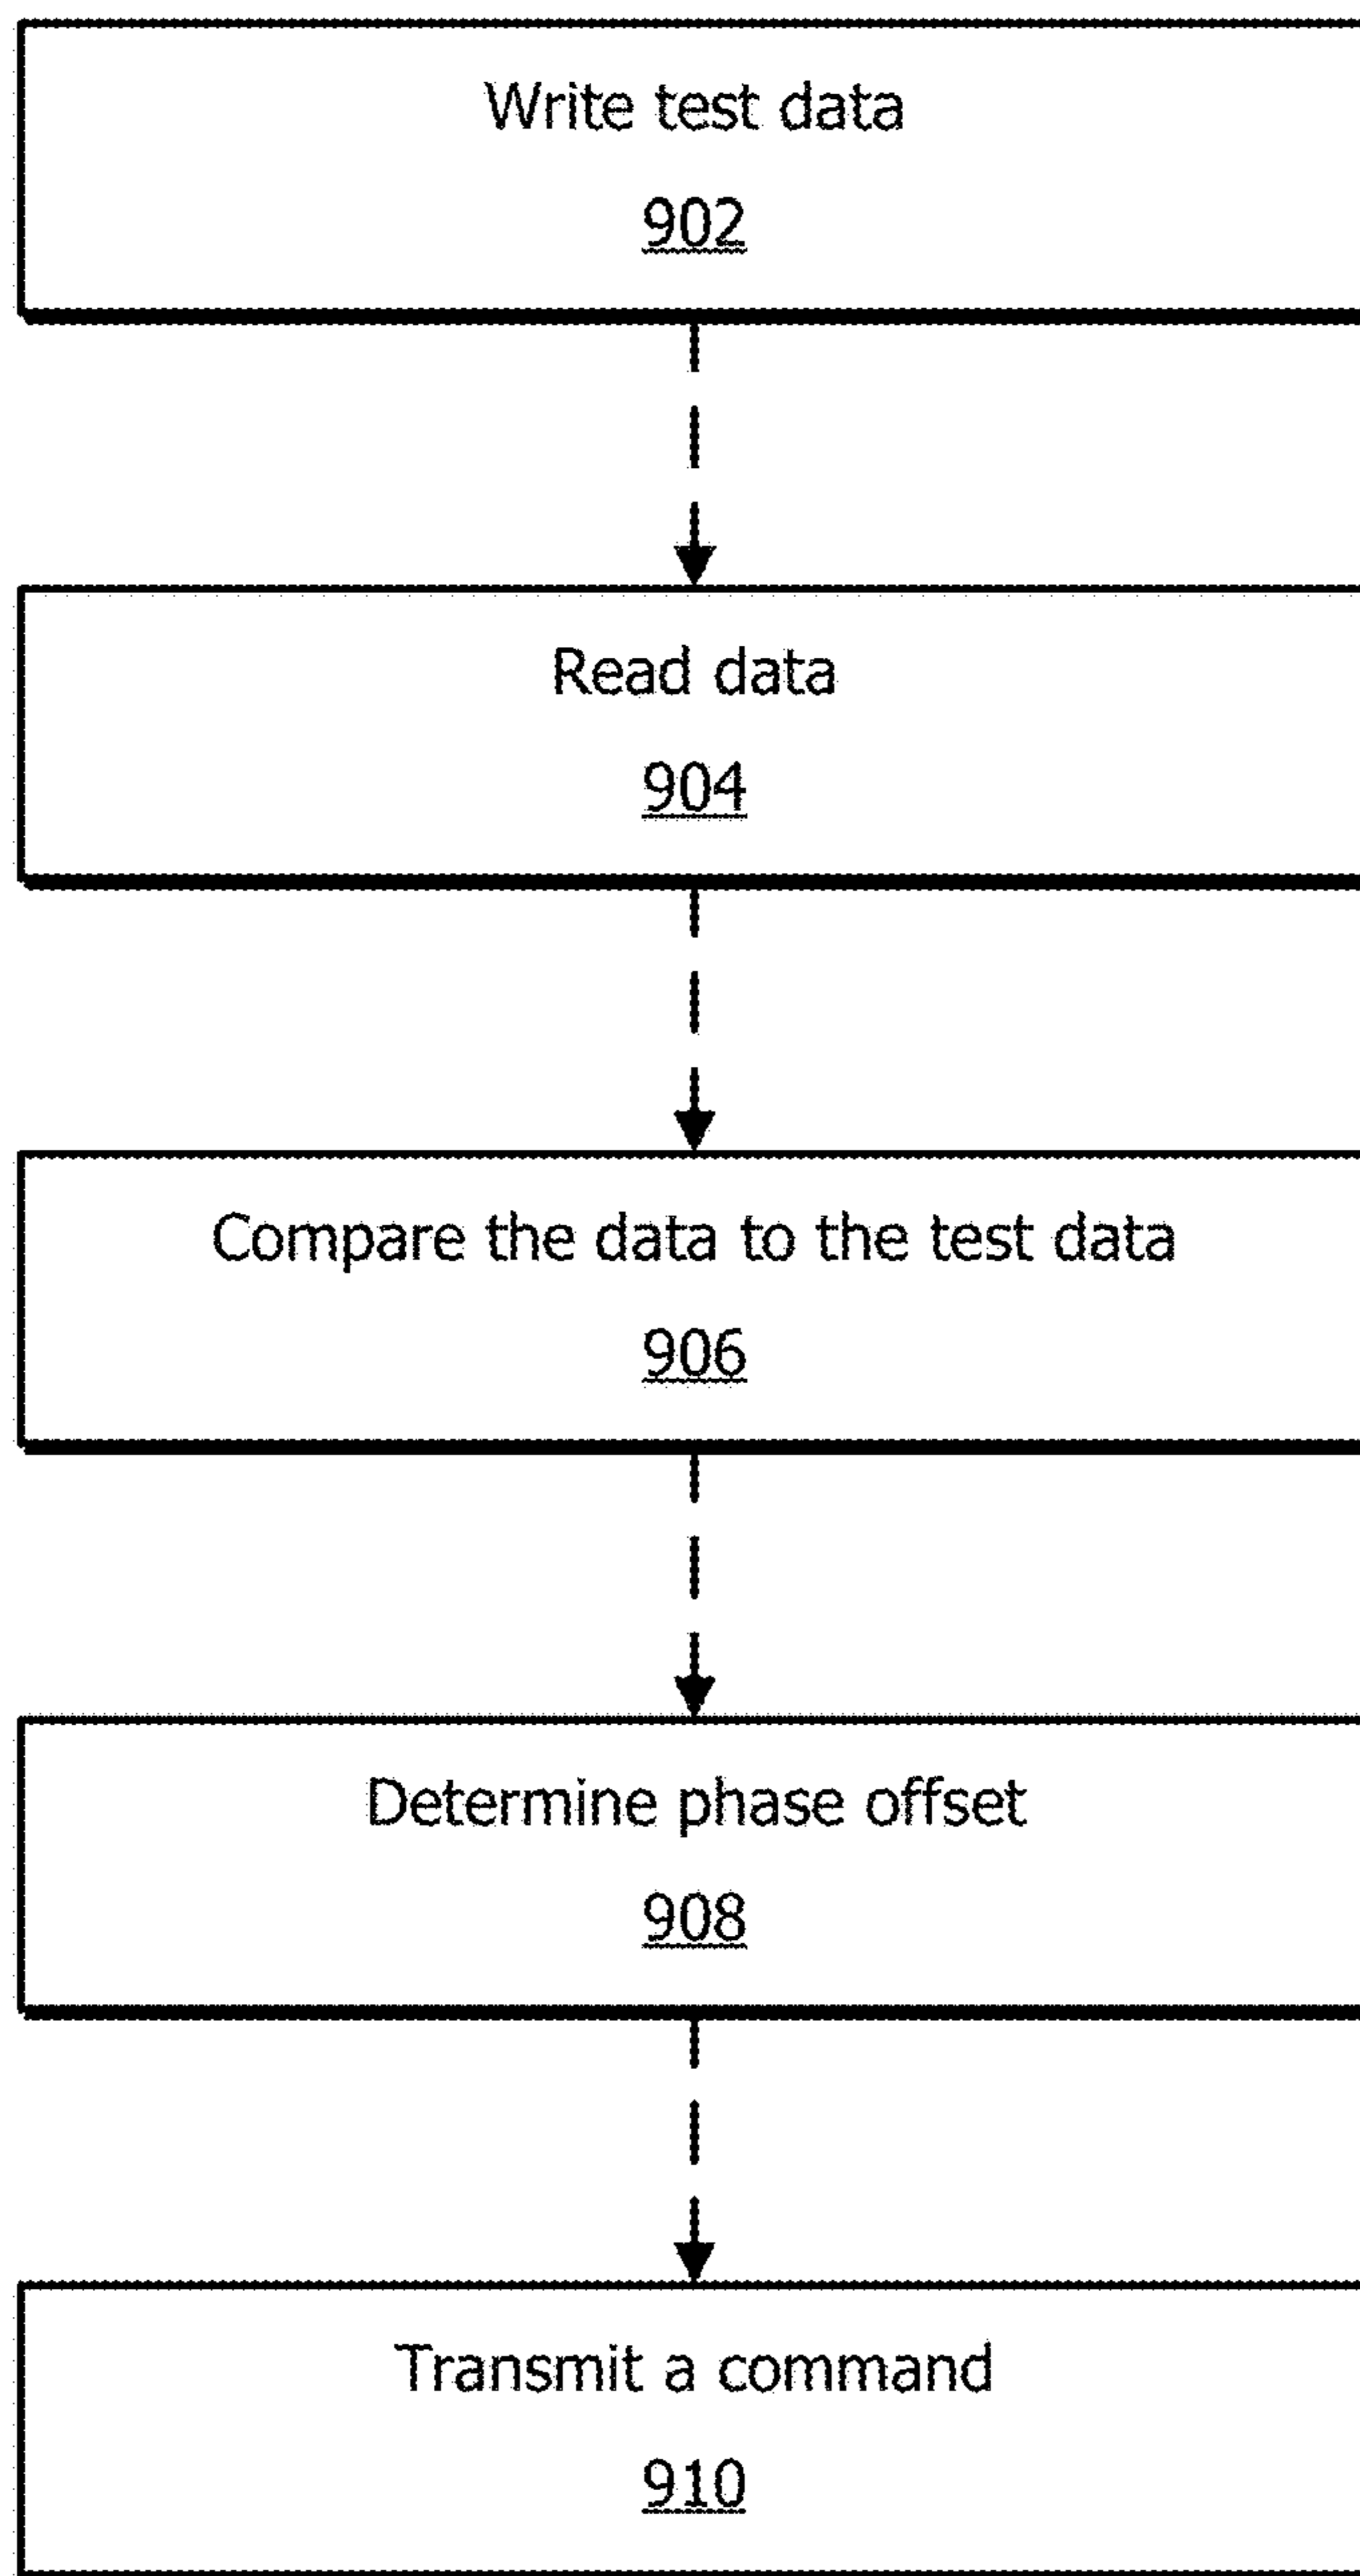 Write test data
902
Read data
904
Compare the data to the test data
906
Determine phase offset
908
Transmit a command
910